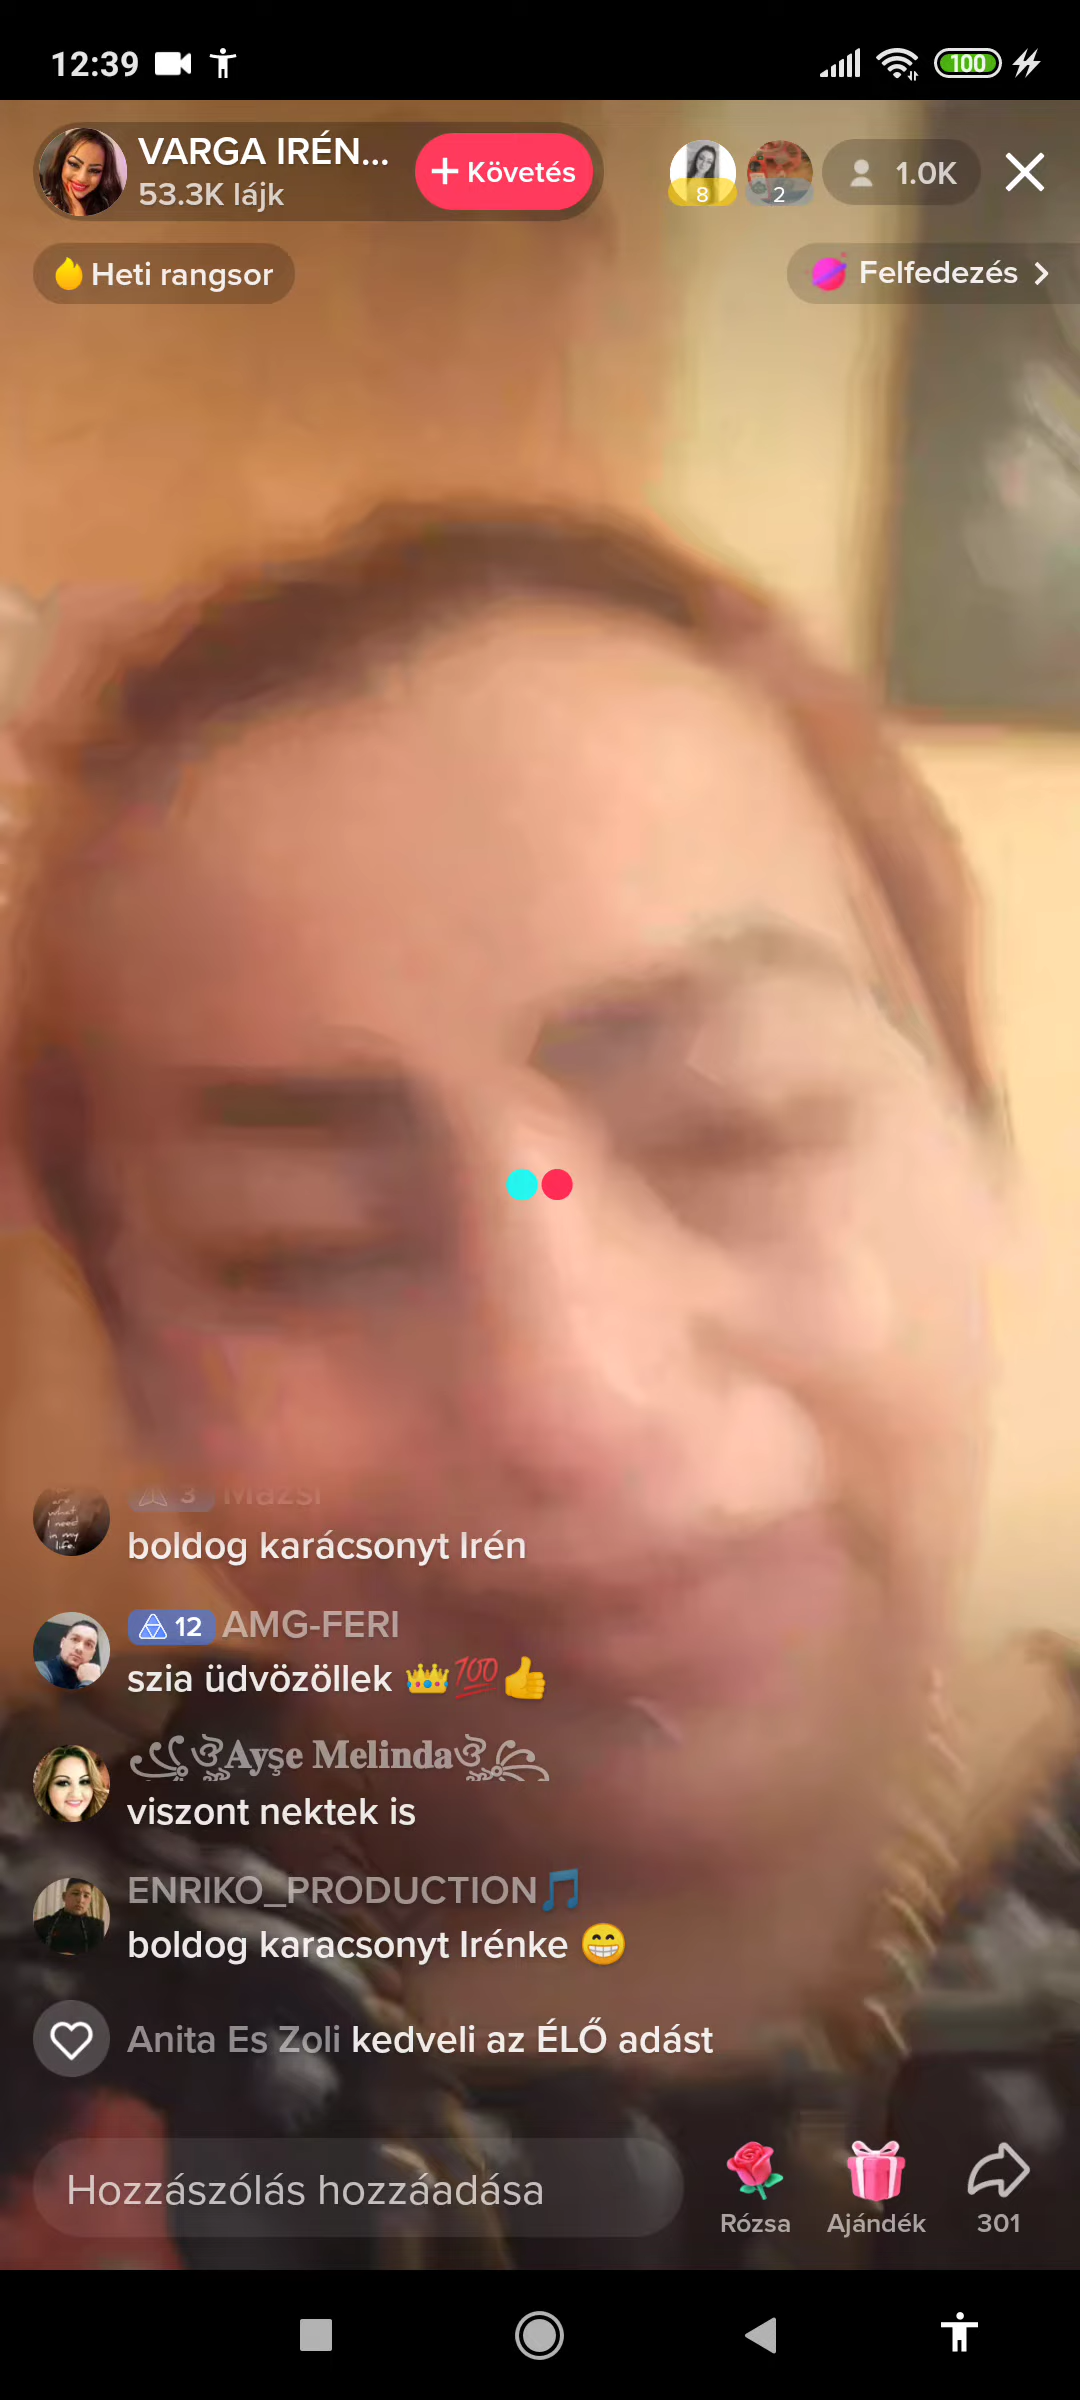 12:39
100
VARGA IRÉN...
53.3K lájk
+ Követés
8
2
1.0K
Heti rangsor
Felfedezés >
3 Mazsi
boldog karácsonyt Irén
12 AMG-FERI
szia üdvözöllek 👑💯👍
Ayşe Melinda
viszont nektek is
ENRIKO_PRODUCTION🎵
boldog karacsonyt Irénke 😁
Anita Es Zoli kedveli az ÉLŐ adást
Hozzászólás hozzáadása
Rózsa
Ajándék
301